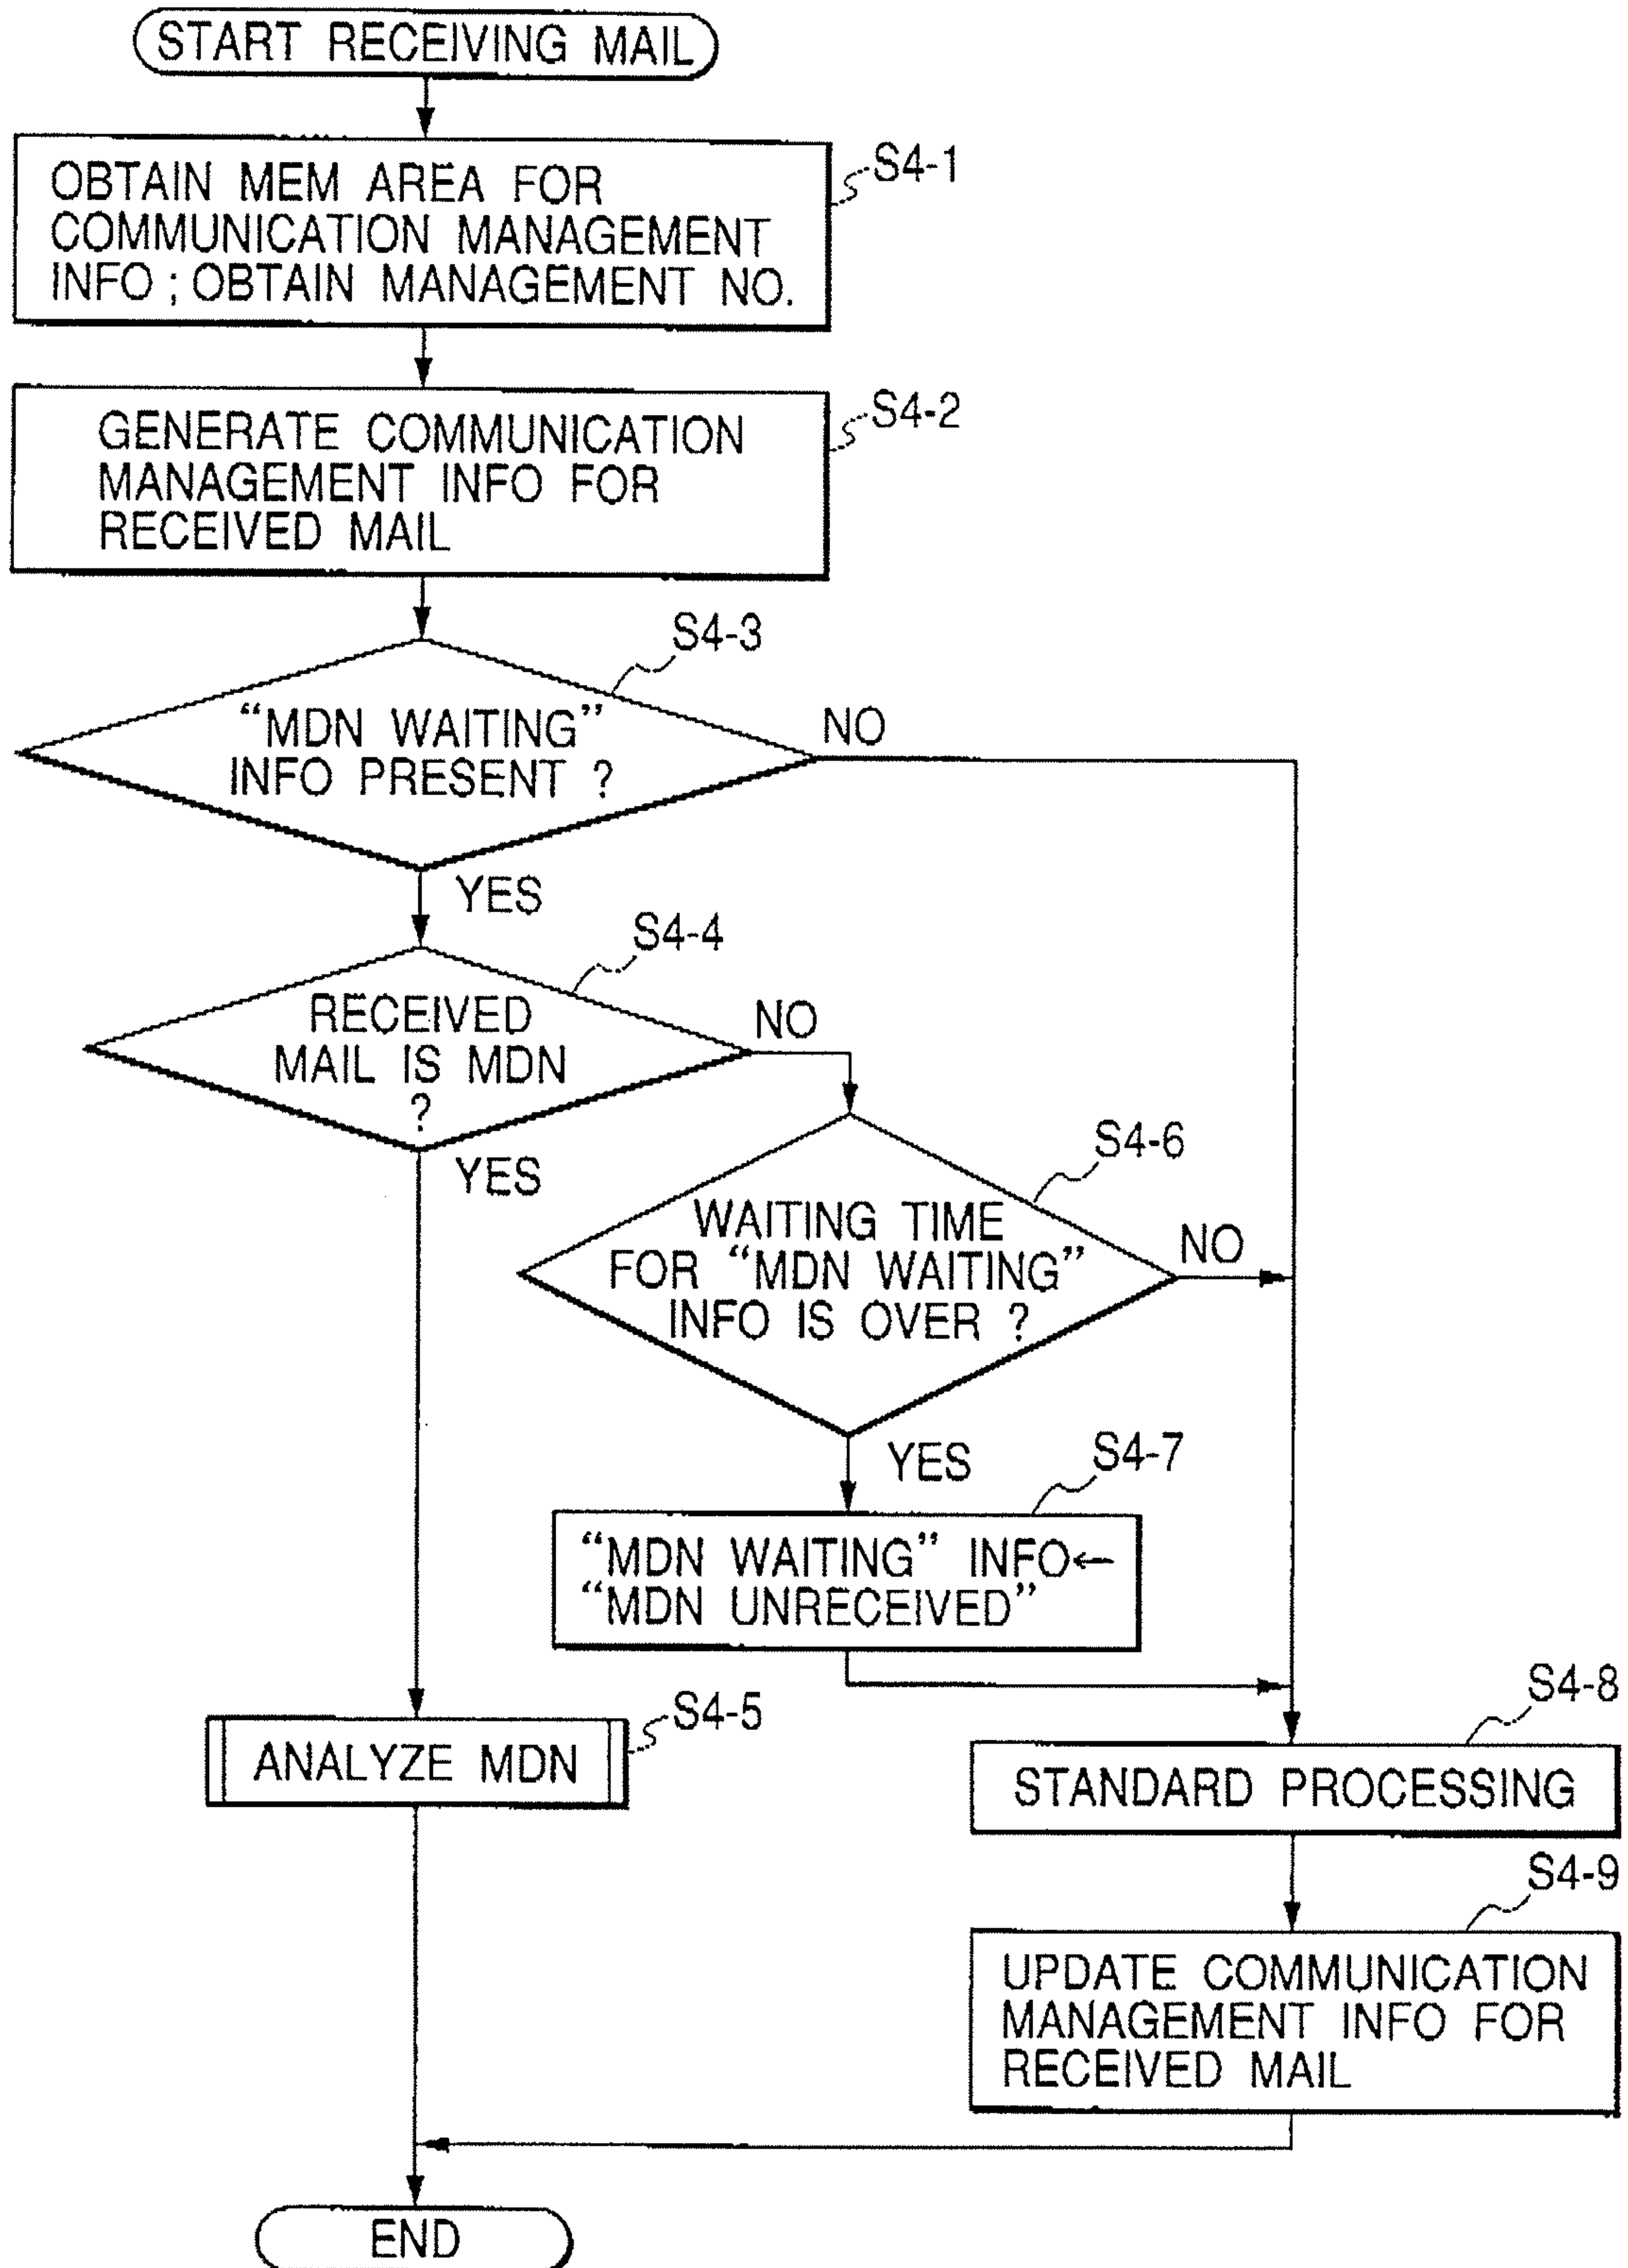 START RECEIVING MAIL
S4-1
OBTAIN MEM AREA FOR
COMMUNICATION MANAGEMENT
INFO ; OBTAIN MANAGEMENT NO.
S4-2
GENERATE COMMUNICATION
MANAGEMENT INFO FOR
RECEIVED MAIL
S4-3
“MDN WAITING”
INFO PRESENT ?
NO
YES
S4-4
RECEIVED
MAIL IS MDN
?
NO
YES
S4-6
WAITING TIME
FOR “MDN WAITING”
INFO IS OVER ?
NO
YES
S4-7
“MDN WAITING” INFO←
“MDN UNRECEIVED”
S4-5
ANALYZE MDN
S4-8
STANDARD PROCESSING
S4-9
UPDATE COMMUNICATION
MANAGEMENT INFO FOR
RECEIVED MAIL
END